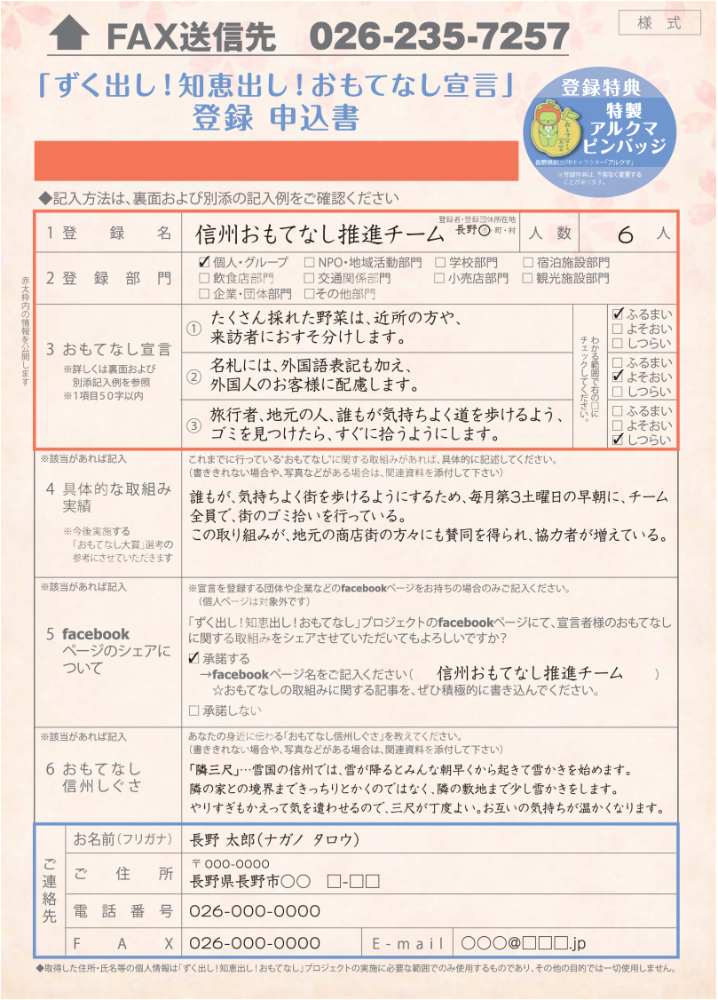 様 式
FAX送信先 026-235-7257
「ずく出し!知恵出し!おもてなし宣言」
登録 申込書
登録特典
特製
アルクマ
ピンバッジ
おもてなし宣言
長野県観光PRキャラクター「アルクマ」
※登録特典は、予告なく変更する
ことがあります。
◆記入方法は、裏面および別添の記入例をご確認ください
赤太枠内の情報を公開します
1 登 録 名
信州おもてなし推進チーム
登録者・登録団体所在地
長野市・町・村
人 数
6 人
2 登 録 部 門
☑個人・グループ □NPO・地域活動部門 □学校部門 □宿泊施設部門
□飲食店部門 □交通関係部門 □小売店部門 □観光施設部門
□企業・団体部門 □その他部門
3 おもてなし宣言
※詳しくは裏面および
別添記入例を参照
※1項目50字以内
① たくさん採れた野菜は、近所の方や、
来訪者におすそ分けします。
② 名札には、外国語表記も加え、
外国人のお客様に配慮します。
③ 旅行者、地元の人、誰もが気持ちよく道を歩けるよう、
ゴミを見つけたら、すぐに拾うようにします。
わかる範囲で右の□に
チェックしてください。
☑ふるまい
□よそおい
□しつらい
□ふるまい
☑よそおい
□しつらい
□ふるまい
□よそおい
☑しつらい
※該当があれば記入
4 具体的な取組み
実績
※今後実施する
「おもてなし大賞」選考の
参考にさせていただきます
これまでに行っている"おもてなし"に関する取組みがあれば、具体的に記述してください。
(書ききれない場合や、写真などがある場合は、関連資料を添付して下さい)
誰もが、気持ちよく街を歩けるようにするため、毎月第3土曜日の早朝に、チーム
全員で、街のゴミ拾いを行っている。
この取り組みが、地元の商店街の方々にも賛同を得られ、協力者が増えている。
※該当があれば記入
5 facebook
ページのシェアに
ついて
※宣言を登録する団体や企業などのfacebookページをお持ちの場合のみご記入ください。
(個人ページは対象外です)
「ずく出し!知恵出し!おもてなし」プロジェクトのfacebookページにて、宣言者様のおもてなし
に関する取組みをシェアさせていただいてもよろしいですか?
☑承諾する
→facebookページ名をご記入ください( 信州おもてなし推進チーム )
☆おもてなしの取組みに関する記事を、ぜひ積極的に書き込んでください。
□承諾しない
※該当があれば記入
6 おもてなし
信州しぐさ
あなたの身近に伝わる「おもてなし信州しぐさ」を教えてください。
(書ききれない場合や、写真などがある場合は、関連資料を添付して下さい)
「隣三尺」…雪国の信州では、雪が降るとみんな朝早くから起きて雪かきを始めます。
隣の家との境界まできっちりとかくのではなく、隣の敷地まで少し雪かきをします。
やりすぎもかえって気を遣わせるので、三尺が丁度よい。お互いの気持ちが温かくなります。
ご連絡先
お名前(フリガナ)
長野 太郎(ナガノ タロウ)
ご 住 所
〒000-0000
長野県長野市〇〇 □-□□
電 話 番 号
026-000-0000
F A X
026-000-0000
E-mail
〇〇〇@□□□.jp
◆取得した住所・氏名等の個人情報は「ずく出し!知恵出し!おもてなし」プロジェクトの実施に必要な範囲でのみ使用するものであり、その他の目的では一切使用しません。